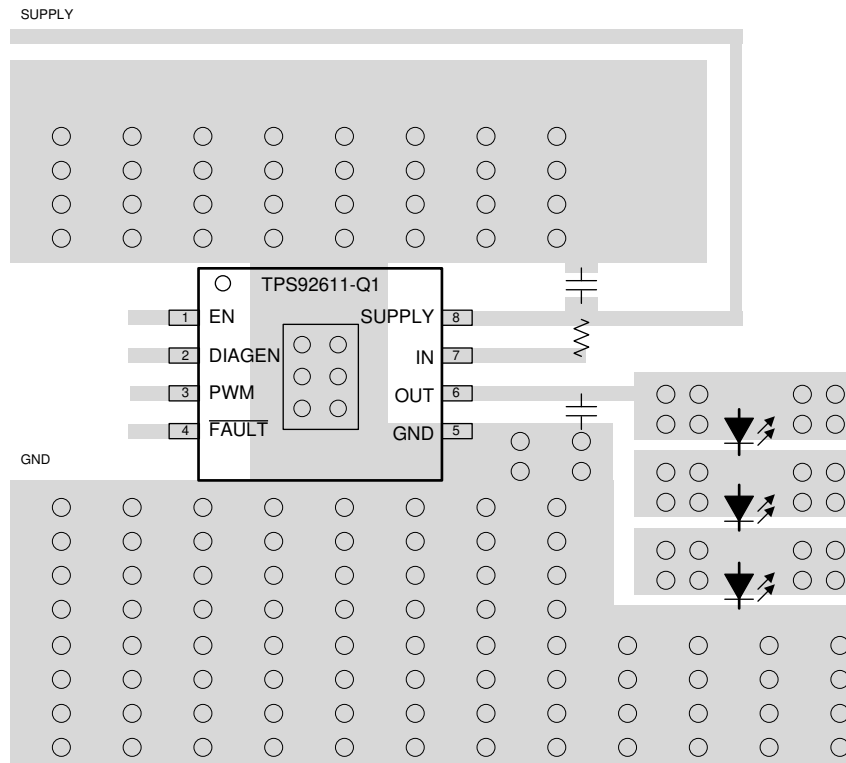 SUPPLY
TPS92611-Q1
1 EN SUPPLY 8
2 DIAGEN IN 7
3 PWM OUT 6
4 FAULT GND 5
GND